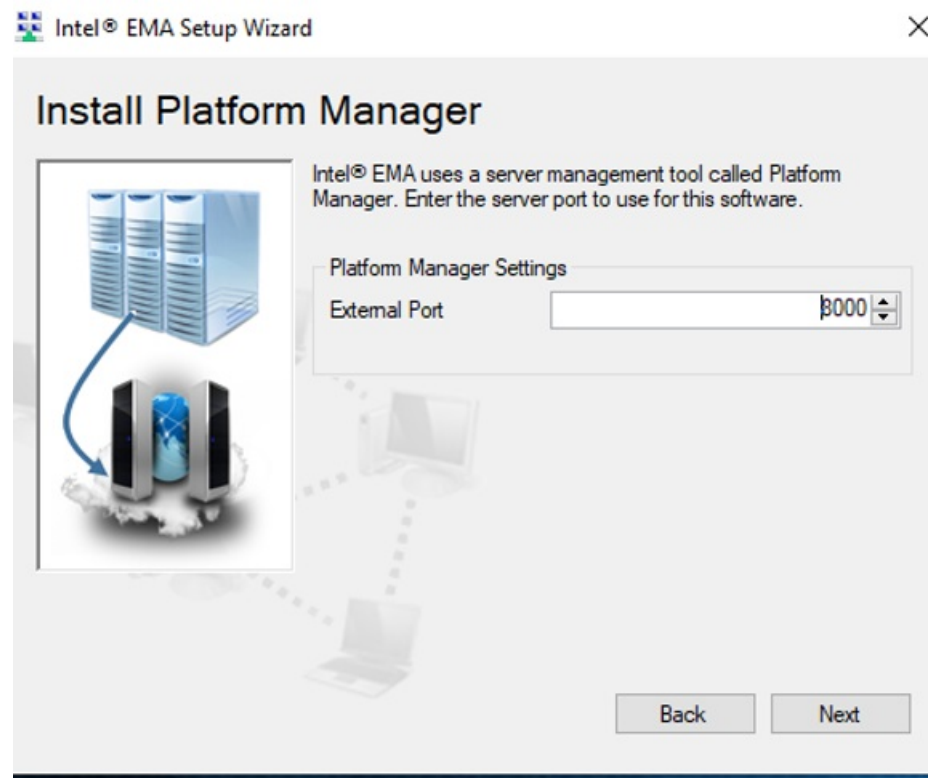 Intel® EMA Setup Wizard
Install Platform Manager
Intel® EMA uses a server management tool called Platform
Manager. Enter the server port to use for this software.
Platform Manager Settings
External Port
8000
Back
Next